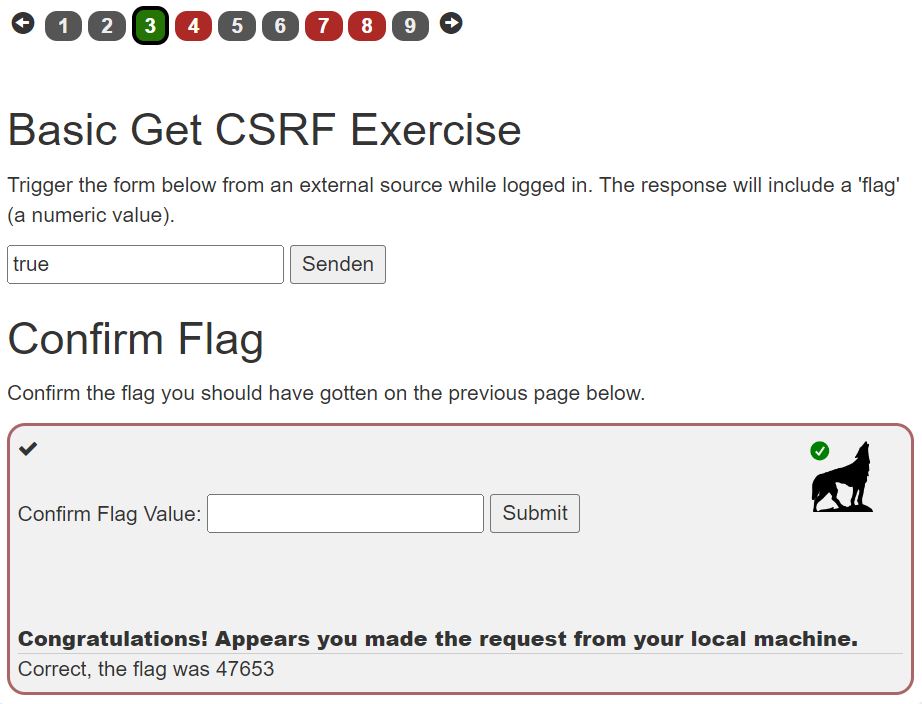 1 2 3 4 5 6 7 8 9
Basic Get CSRF Exercise
Trigger the form below from an external source while logged in. The response will include a 'flag'
(a numeric value).
true Senden
Confirm Flag
Confirm the flag you should have gotten on the previous page below.
Confirm Flag Value: Submit
Congratulations! Appears you made the request from your local machine.
Correct, the flag was 47653